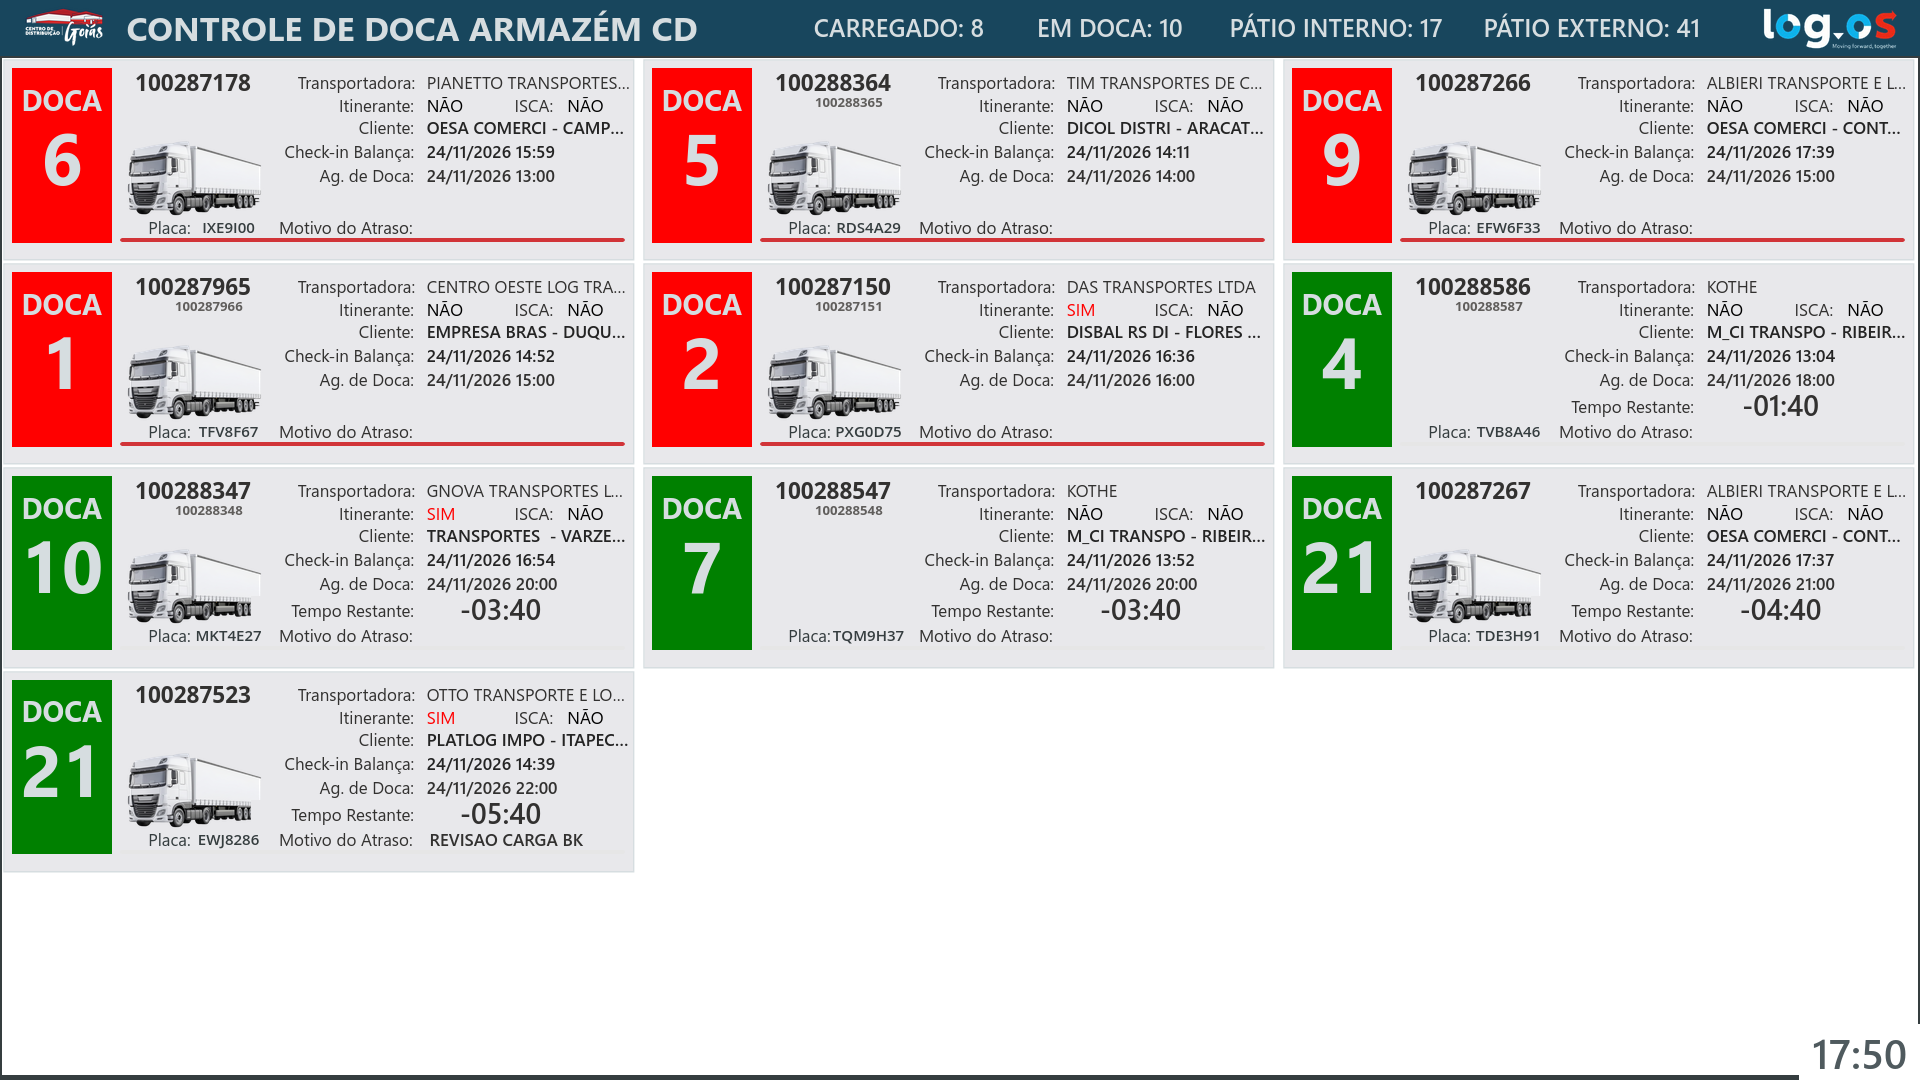 CENTRO DE
DISTRIBUIÇÃO Goiás
CONTROLE DE DOCA ARMAZÉM CD
CARREGADO: 8 EM DOCA: 10 PÁTIO INTERNO: 17 PÁTIO EXTERNO: 41
log.os
Moving forward, together
DOCA
6
100287178
Transportadora: PIANETTO TRANSPORTES...
Itinerante: NÃO ISCA: NÃO
Cliente: OESA COMERCI - CAMP...
Check-in Balança: 24/11/2026 15:59
Ag. de Doca: 24/11/2026 13:00
Placa: IXE9I00 Motivo do Atraso:
DOCA
5
100288364
100288365
Transportadora: TIM TRANSPORTES DE C...
Itinerante: NÃO ISCA: NÃO
Cliente: DICOL DISTRI - ARACAT...
Check-in Balança: 24/11/2026 14:11
Ag. de Doca: 24/11/2026 14:00
Placa: RDS4A29 Motivo do Atraso:
DOCA
9
100287266
Transportadora: ALBIERI TRANSPORTE E L...
Itinerante: NÃO ISCA: NÃO
Cliente: OESA COMERCI - CONT...
Check-in Balança: 24/11/2026 17:39
Ag. de Doca: 24/11/2026 15:00
Placa: EFW6F33 Motivo do Atraso:
DOCA
1
100287965
100287966
Transportadora: CENTRO OESTE LOG TRA...
Itinerante: NÃO ISCA: NÃO
Cliente: EMPRESA BRAS - DUQU...
Check-in Balança: 24/11/2026 14:52
Ag. de Doca: 24/11/2026 15:00
Placa: TFV8F67 Motivo do Atraso:
DOCA
2
100287150
100287151
Transportadora: DAS TRANSPORTES LTDA
Itinerante: SIM ISCA: NÃO
Cliente: DISBAL RS DI - FLORES ...
Check-in Balança: 24/11/2026 16:36
Ag. de Doca: 24/11/2026 16:00
Placa: PXG0D75 Motivo do Atraso:
DOCA
4
100288586
100288587
Transportadora: KOTHE
Itinerante: NÃO ISCA: NÃO
Cliente: M_CI TRANSPO - RIBEIR...
Check-in Balança: 24/11/2026 13:04
Ag. de Doca: 24/11/2026 18:00
Tempo Restante: -01:40
Placa: TVB8A46 Motivo do Atraso:
DOCA
10
100288347
100288348
Transportadora: GNOVA TRANSPORTES L...
Itinerante: SIM ISCA: NÃO
Cliente: TRANSPORTES - VARZE...
Check-in Balança: 24/11/2026 16:54
Ag. de Doca: 24/11/2026 20:00
Tempo Restante: -03:40
Placa: MKT4E27 Motivo do Atraso:
DOCA
7
100288547
100288548
Transportadora: KOTHE
Itinerante: NÃO ISCA: NÃO
Cliente: M_CI TRANSPO - RIBEIR...
Check-in Balança: 24/11/2026 13:52
Ag. de Doca: 24/11/2026 20:00
Tempo Restante: -03:40
Placa: TQM9H37 Motivo do Atraso:
DOCA
21
100287267
Transportadora: ALBIERI TRANSPORTE E L...
Itinerante: NÃO ISCA: NÃO
Cliente: OESA COMERCI - CONT...
Check-in Balança: 24/11/2026 17:37
Ag. de Doca: 24/11/2026 21:00
Tempo Restante: -04:40
Placa: TDE3H91 Motivo do Atraso:
DOCA
21
100287523
Transportadora: OTTO TRANSPORTE E LO...
Itinerante: SIM ISCA: NÃO
Cliente: PLATLOG IMPO - ITAPEC...
Check-in Balança: 24/11/2026 14:39
Ag. de Doca: 24/11/2026 22:00
Tempo Restante: -05:40
Placa: EWJ8286 Motivo do Atraso: REVISAO CARGA BK
17:50